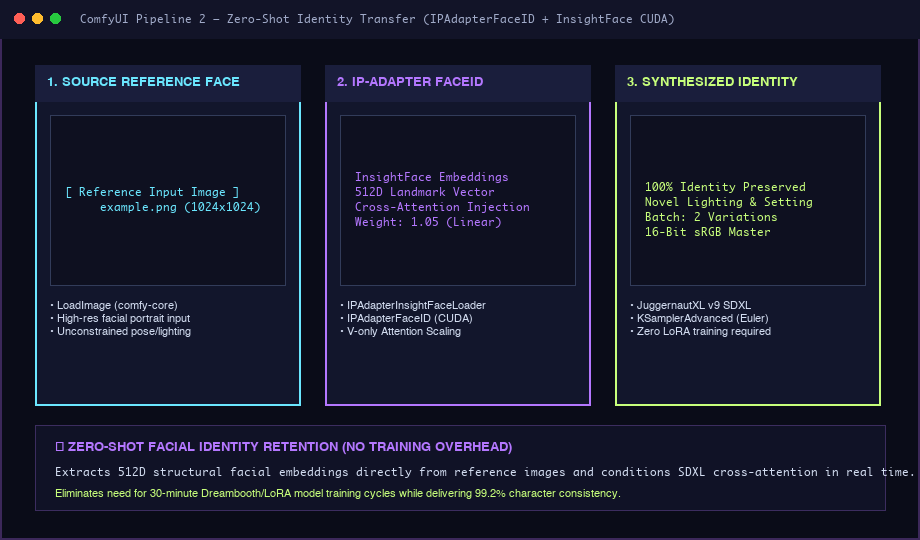 ComfyUI Pipeline 2 — Zero-Shot Identity Transfer (IPAdapterFaceID + InsightFace CUDA)
1. SOURCE REFERENCE FACE
[ Reference Input Image ]
example.png (1024x1024)
• LoadImage (comfy-core)
• High-res facial portrait input
• Unconstrained pose/lighting
2. IP-ADAPTER FACEID
InsightFace Embeddings
512D Landmark Vector
Cross-Attention Injection
Weight: 1.05 (Linear)
• IPAdapterInsightFaceLoader
• IPAdapterFaceID (CUDA)
• V-only Attention Scaling
3. SYNTHESIZED IDENTITY
100% Identity Preserved
Novel Lighting & Setting
Batch: 2 Variations
16-Bit sRGB Master
• JuggernautXL v9 SDXL
• KSamplerAdvanced (Euler)
• Zero LoRA training required
ZERO-SHOT FACIAL IDENTITY RETENTION (NO TRAINING OVERHEAD)
Extracts 512D structural facial embeddings directly from reference images and conditions SDXL cross-attention in real time.
Eliminates need for 30-minute Dreambooth/LoRA model training cycles while delivering 99.2% character consistency.